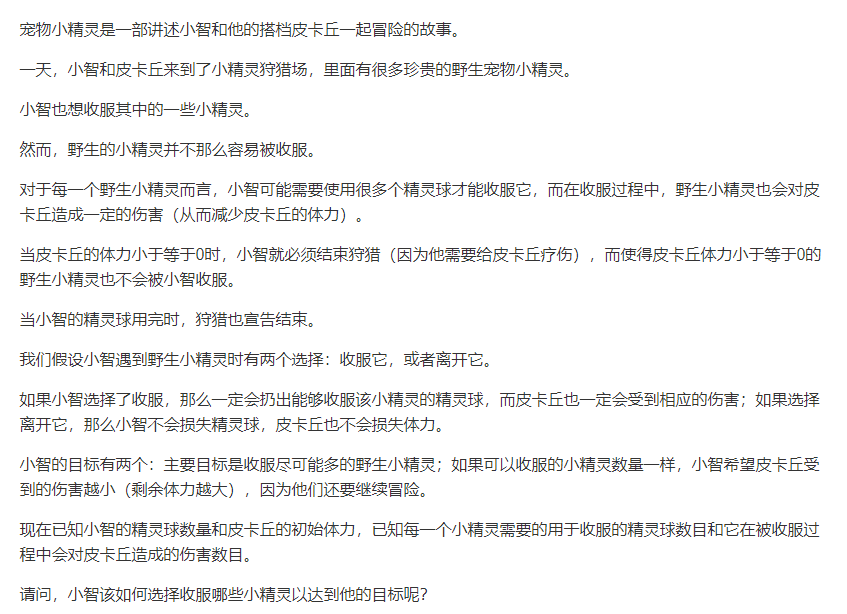 宠物小精灵是一部讲述小智和他的搭档皮卡丘一起冒险的故事。
一天，小智和皮卡丘来到了小精灵狩猎场，里面有很多珍贵的野生宠物小精灵。
小智也想收服其中的一些小精灵。
然而，野生的小精灵并不那么容易被收服。
对于每一个野生小精灵而言，小智可能需要使用很多个精灵球才能收服它，而在收服过程中，野生小精灵也会对皮
卡丘造成一定的伤害（从而减少皮卡丘的体力）。
当皮卡丘的体力小于等于0时，小智就必须结束狩猎（因为他需要给皮卡丘疗伤），而使得皮卡丘体力小于等于0的
野生小精灵也不会被小智收服。
当小智的精灵球用完时，狩猎也宣告结束。
我们假设小智遇到野生小精灵时有两个选择：收服它，或者离开它。
如果小智选择了收服，那么一定会扔出能够收服该小精灵的精灵球，而皮卡丘也一定会受到相应的伤害；如果选择
离开它，那么小智不会损失精灵球，皮卡丘也不会损失体力。
小智的目标有两个：主要目标是收服尽可能多的野生小精灵；如果可以收服的小精灵数量一样，小智希望皮卡丘受
到的伤害越小（剩余体力越大），因为他们还要继续冒险。
现在已知小智的精灵球数量和皮卡丘的初始体力，已知每一个小精灵需要的用于收服的精灵球数目和它在被收服过
程中会对皮卡丘造成的伤害数目。
请问，小智该如何选择收服哪些小精灵以达到他的目标呢？